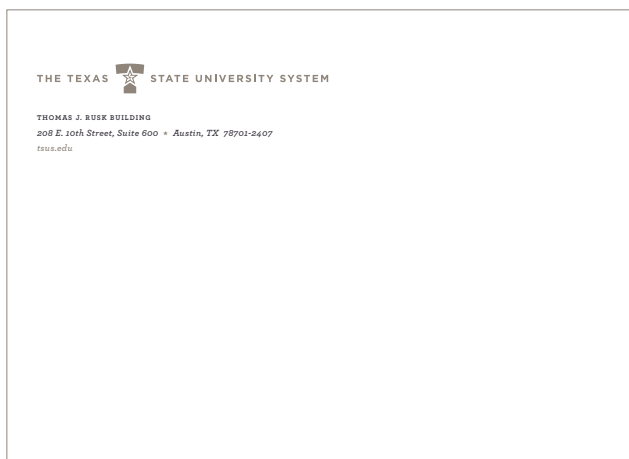 THE TEXAS STATE UNIVERSITY SYSTEM
THOMAS J. RUSK BUILDING
208 E. 10th Street, Suite 600 ★ Austin, TX 78701-2407
tsus.edu